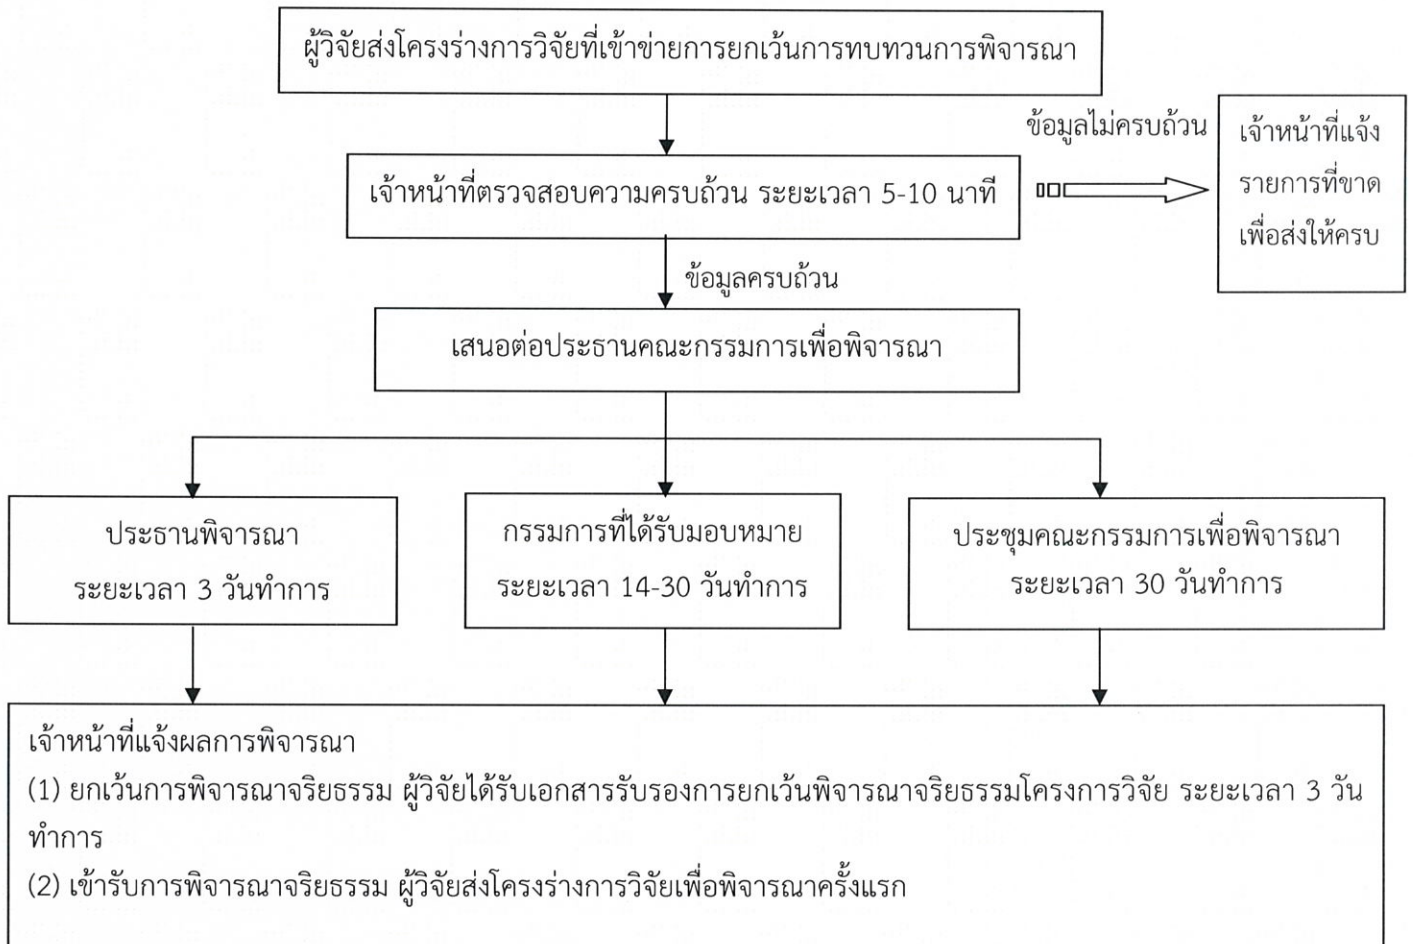 ผู้วิจัยส่งโครงร่างการวิจัยที่เข้าข่ายการยกเว้นการทบทวนการพิจารณา
ข้อมูลไม่ครบถ้วน
เจ้าหน้าที่แจ้ง
รายการที่ขาด
เพื่อส่งให้ครบ
เจ้าหน้าที่ตรวจสอบความครบถ้วน ระยะเวลา 5-10 นาที
ข้อมูลครบถ้วน
เสนอต่อประธานคณะกรรมการเพื่อพิจารณา
ประธานพิจารณา
ระยะเวลา 3 วันทำการ
กรรมการที่ได้รับมอบหมาย
ระยะเวลา 14-30 วันทำการ
ประชุมคณะกรรมการเพื่อพิจารณา
ระยะเวลา 30 วันทำการ
เจ้าหน้าที่แจ้งผลการพิจารณา
(1) ยกเว้นการพิจารณาจริยธรรม ผู้วิจัยได้รับเอกสารรับรองการยกเว้นพิจารณาจริยธรรมโครงการวิจัย ระยะเวลา 3 วัน
ทำการ
(2) เข้ารับการพิจารณาจริยธรรม ผู้วิจัยส่งโครงร่างการวิจัยเพื่อพิจารณาครั้งแรก